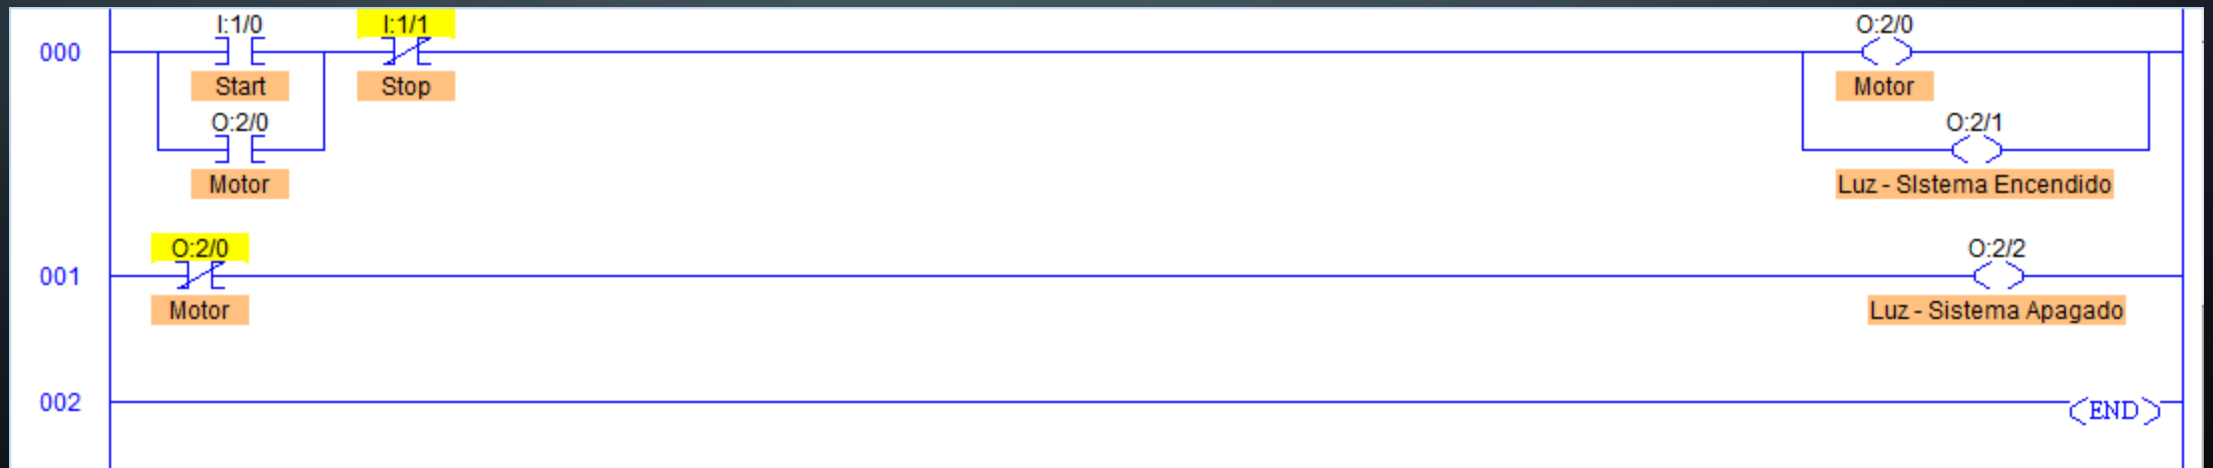 I:1/0 I:1/1 O:2/0
000
Start Stop Motor
O:2/0 O:2/1
Motor Luz - SIstema Encendido
O:2/0 O:2/2
001
Motor Luz - Sistema Apagado
002 END